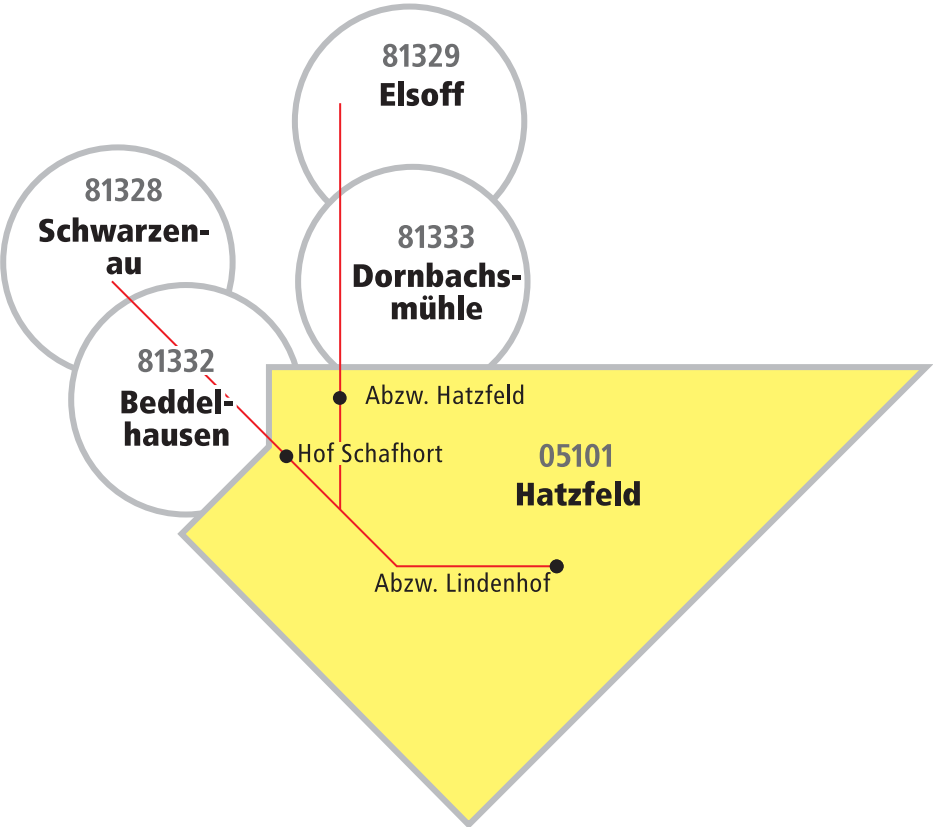 81329
Elsoff
81328
Schwarzen-
au
81333
Dornbachs-
mühle
81332
Beddel-
hausen
Abzw. Hatzfeld
Hof Schafhort
05101
Hatzfeld
Abzw. Lindenhof